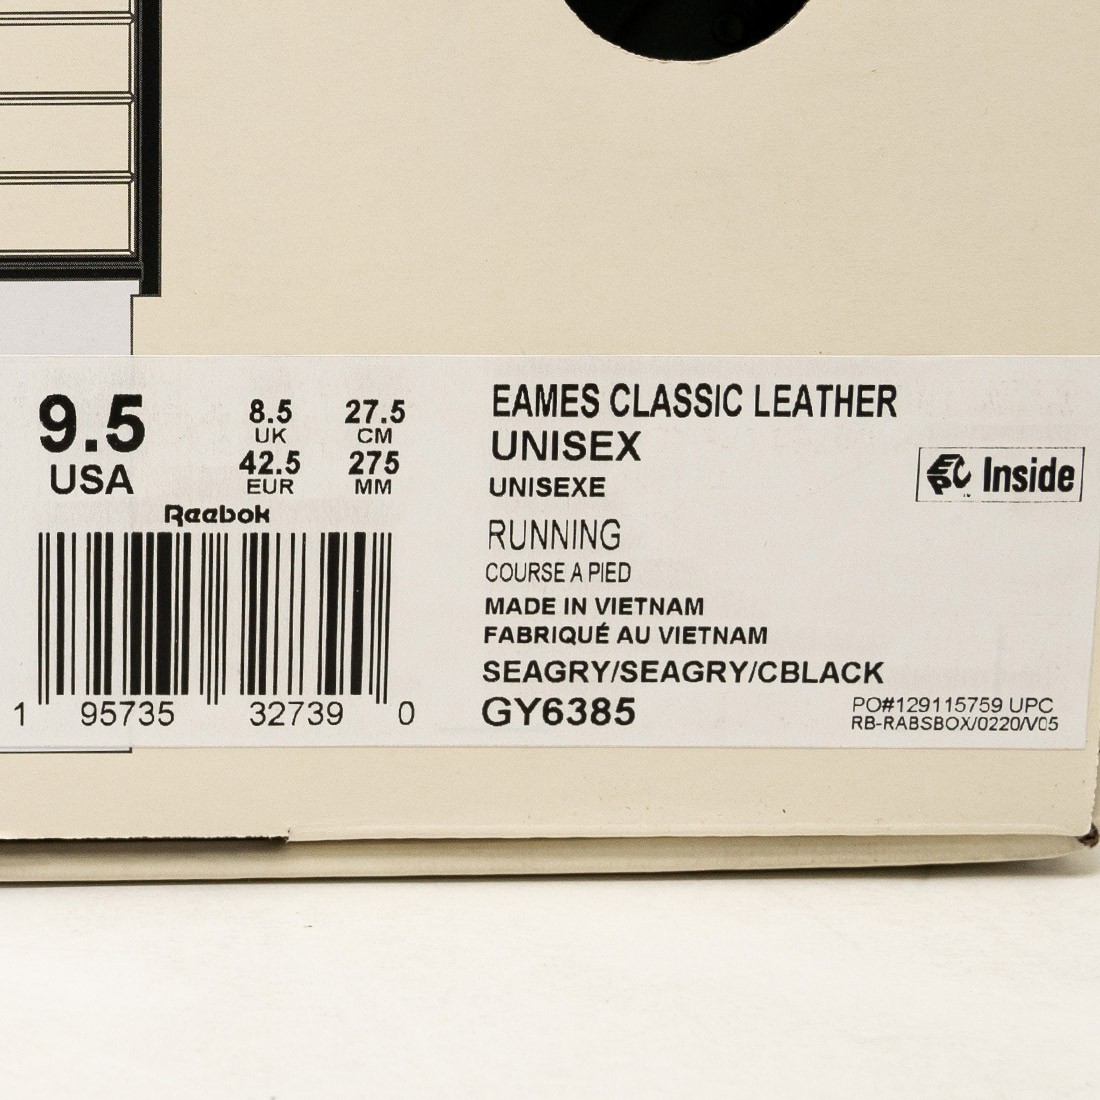 9.5
USA
8.5
UK
42.5
EUR
27.5
CM
275
MM
Reebok
1 95735 32739 0
EAMES CLASSIC LEATHER
UNISEX
UNISEXE
RUNNING
COURSE A PIED
MADE IN VIETNAM
FABRIQUÉ AU VIETNAM
SEAGRY/SEAGRY/CBLACK
GY6385
EPC Inside
PO#129115759 UPC
RB-RABSBOX/0220/V05